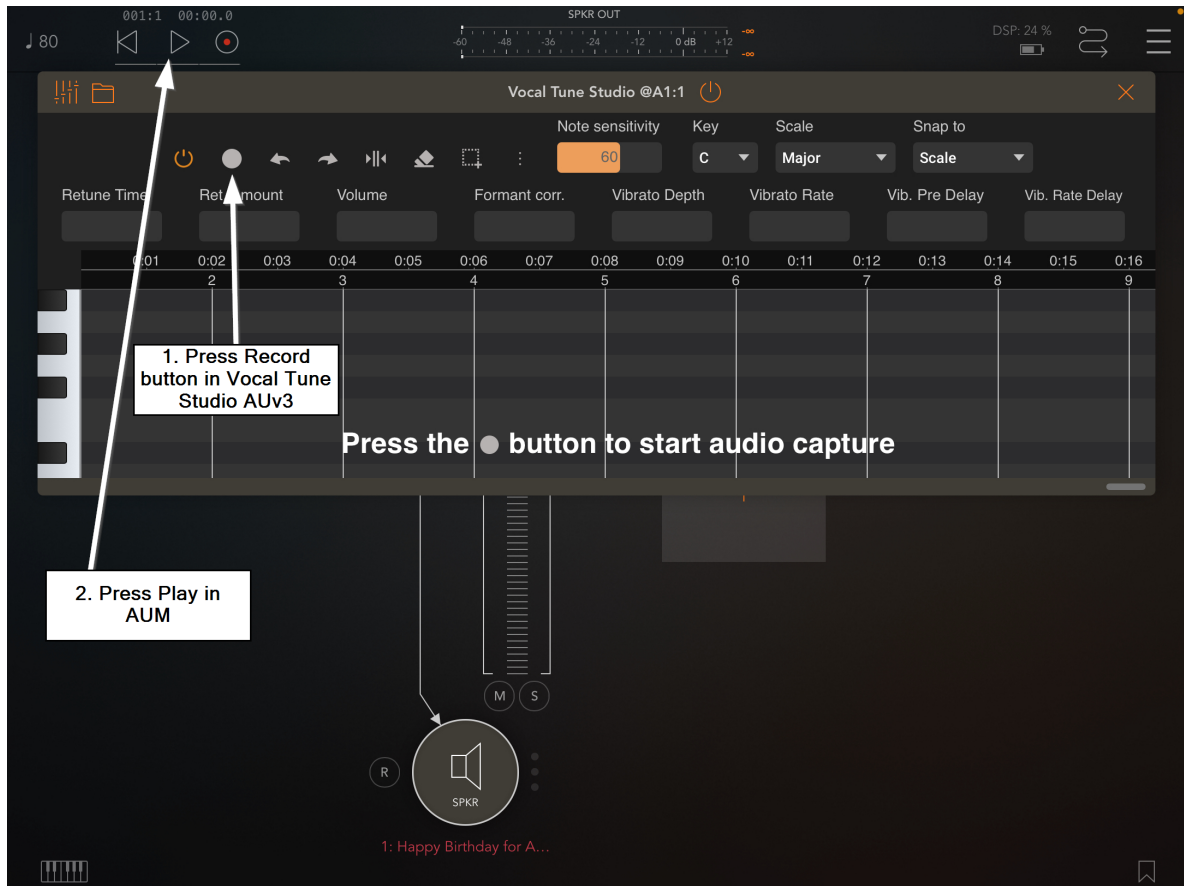 001:1 00:00.0
SPKR OUT
♩ 80
-60 -48 -36 -24 -12 0 dB +12
-∞
-∞
DSP: 24 %
Vocal Tune Studio @A1:1
Note sensitivity Key Scale Snap to
60 C Major Scale
Retune Time Ret mount Volume Formant corr. Vibrato Depth Vibrato Rate Vib. Pre Delay Vib. Rate Delay
0:01 0:02 0:03 0:04 0:05 0:06 0:07 0:08 0:09 0:10 0:11 0:12 0:13 0:14 0:15 0:16
2 3 4 5 6 7 8 9
1. Press Record
button in Vocal Tune
Studio AUv3
Press the ● button to start audio capture
2. Press Play in
AUM
M S
R
SPKR
1: Happy Birthday for A...